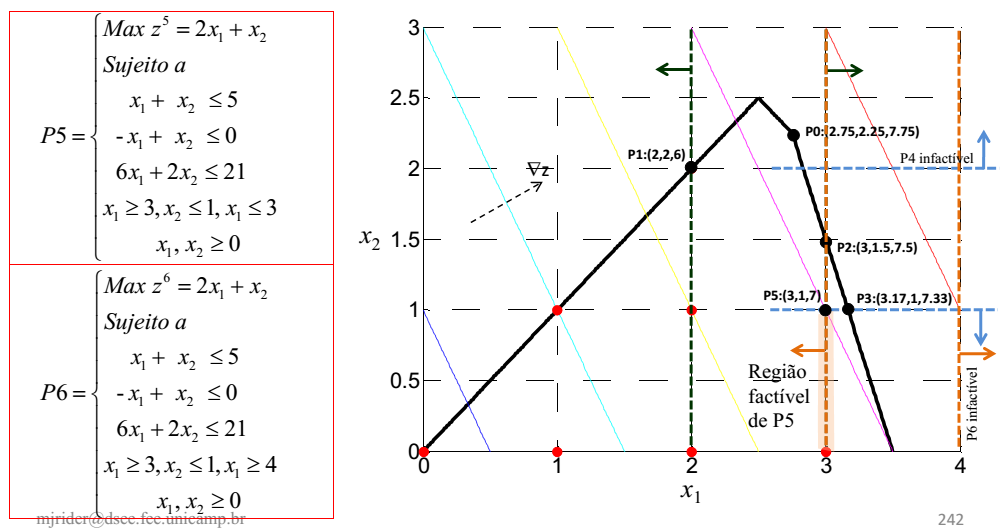 Max z⁵ = 2x₁ + x₂
Sujeito a
x₁ + x₂ ≤ 5
- x₁ + x₂ ≤ 0
P5 =
6x₁ + 2x₂ ≤ 21
x₁ ≥ 3, x₂ ≤ 1, x₁ ≤ 3
x₁, x₂ ≥ 0
Max z⁶ = 2x₁ + x₂
Sujeito a
x₁ + x₂ ≤ 5
- x₁ + x₂ ≤ 0
P6 =
6x₁ + 2x₂ ≤ 21
x₁ ≥ 3, x₂ ≤ 1, x₁ ≥ 4
x₁, x₂ ≥ 0
3
2.5
2
1.5
1
0.5
0
x₂
0
1
2
3
4
x₁
∇z
P0:(2.75,2.25,7.75)
P1:(2,2,6)
P4 infactível
P2:(3,1.5,7.5)
P5:(3,1,7)
P3:(3.17,1,7.33)
Região
factível
de P5
P6 infactível
mjrider@dsee.fee.unicamp.br
242